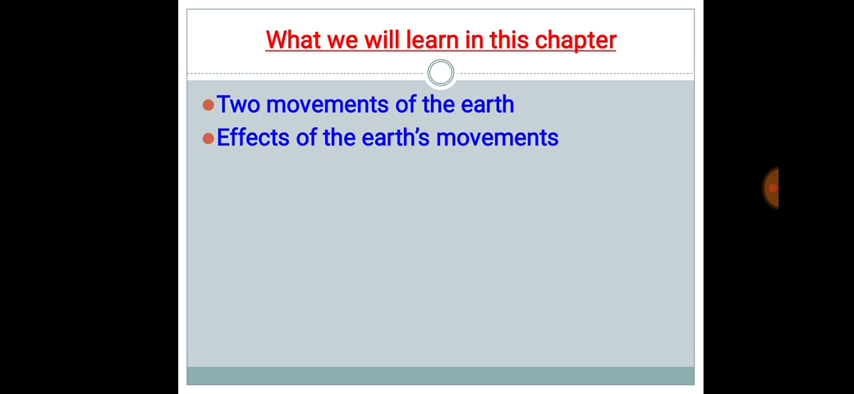 What we will learn in this chapter
Two movements of the earth
Effects of the earth’s movements